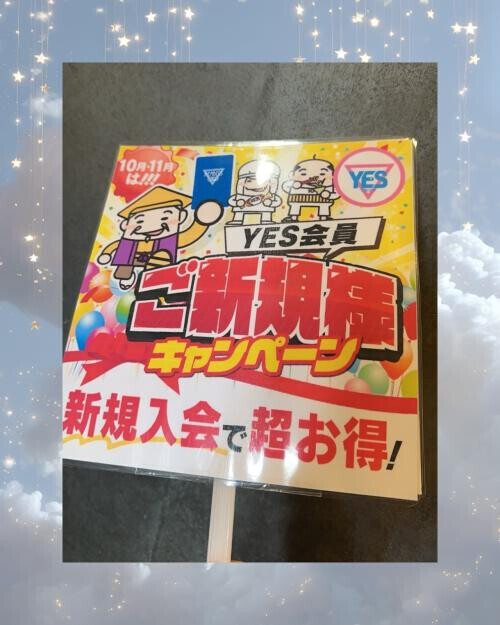 10月・11月
は!!!
YES
YES会員
ご新規様
キャンペーン
新規入会で超お得!